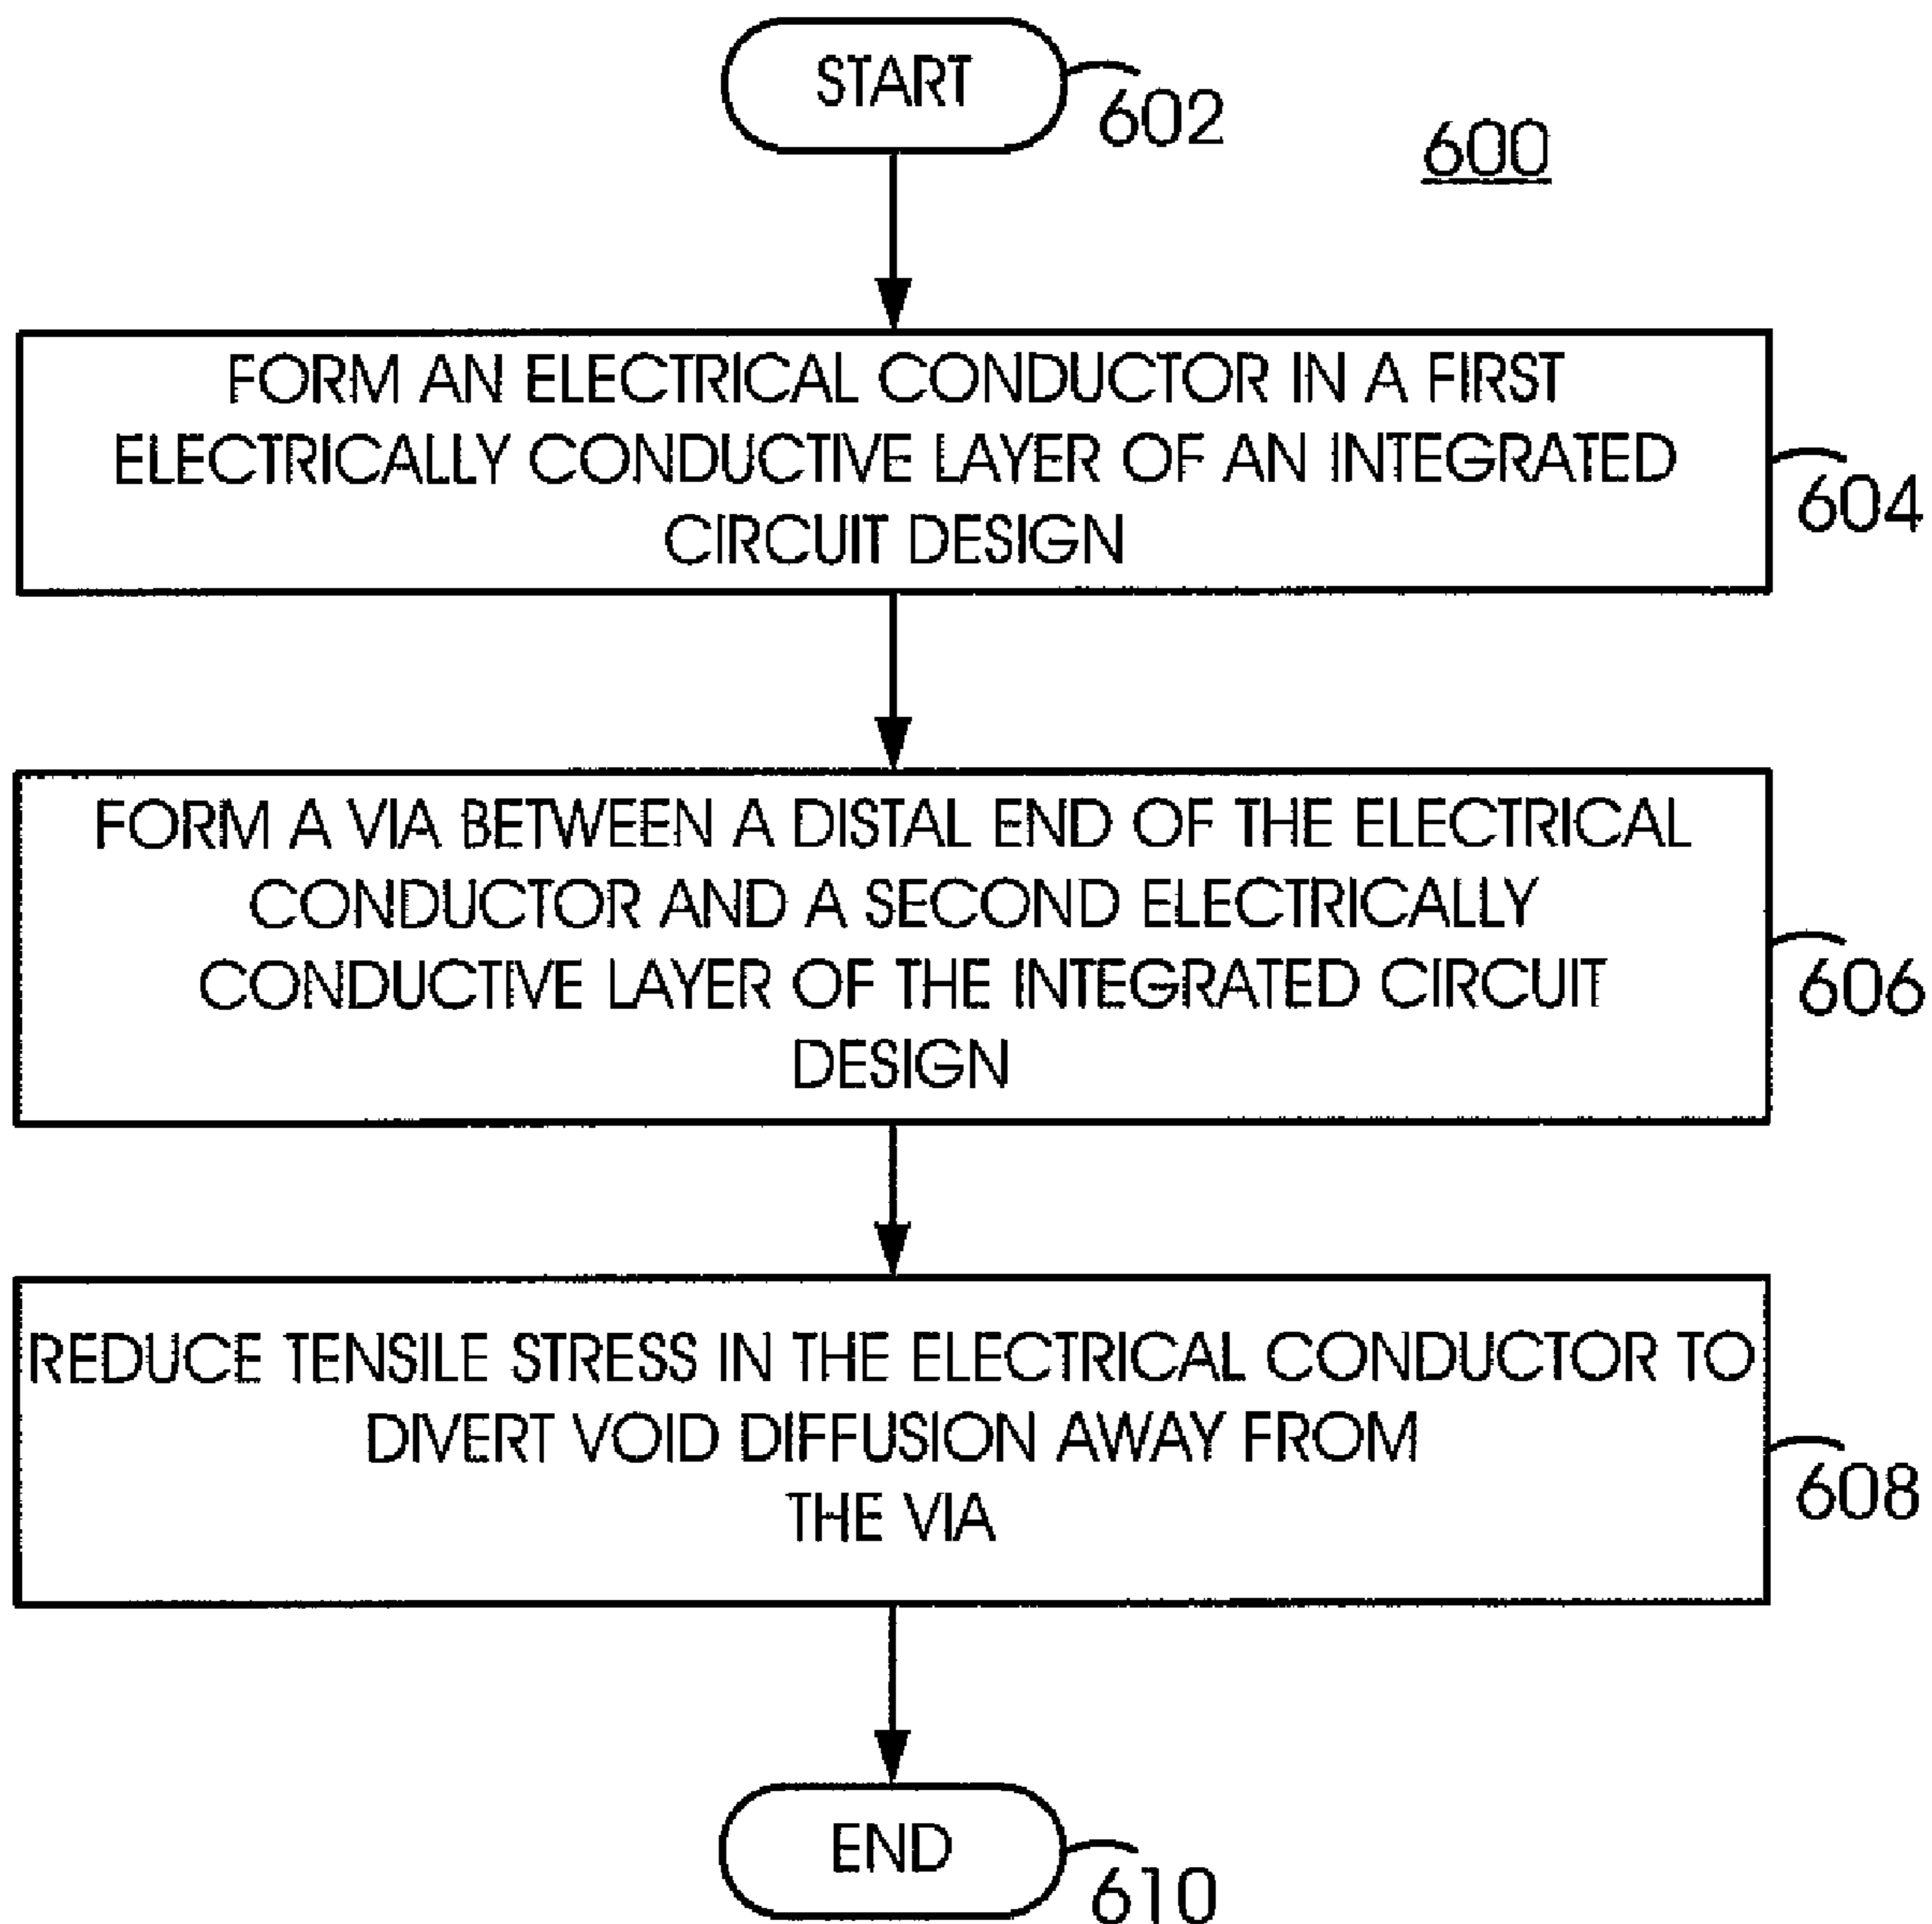 START
602
600
FORM AN ELECTRICAL CONDUCTOR IN A FIRST
ELECTRICALLY CONDUCTIVE LAYER OF AN INTEGRATED
CIRCUIT DESIGN
604
FORM A VIA BETWEEN A DISTAL END OF THE ELECTRICAL
CONDUCTOR AND A SECOND ELECTRICALLY
CONDUCTIVE LAYER OF THE INTEGRATED CIRCUIT
DESIGN
606
REDUCE TENSILE STRESS IN THE ELECTRICAL CONDUCTOR TO
DIVERT VOID DIFFUSION AWAY FROM
THE VIA
608
END
610